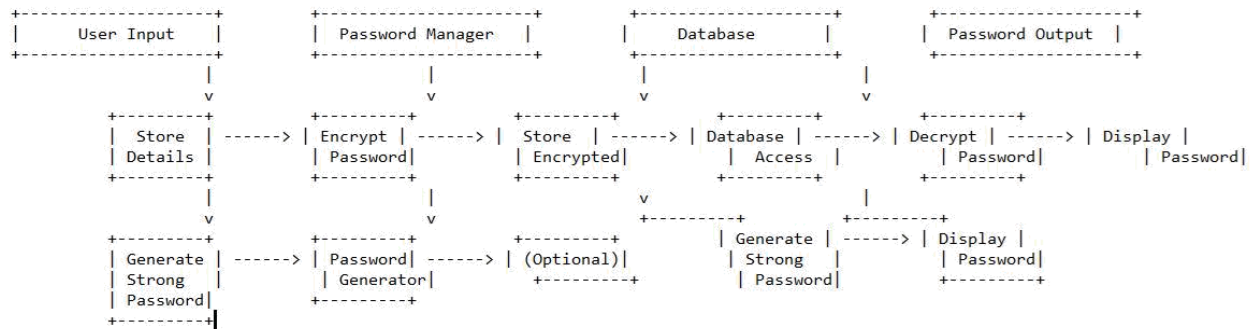 User Input Password Manager Database Password Output
Store ------> Encrypt ------> Store ------> Database ------> Decrypt ------> Display
Details Password Encrypted Access Password Password
Generate ------> Password ------> (Optional) Generate ------> Display
Strong Generator Strong Password
Password Password